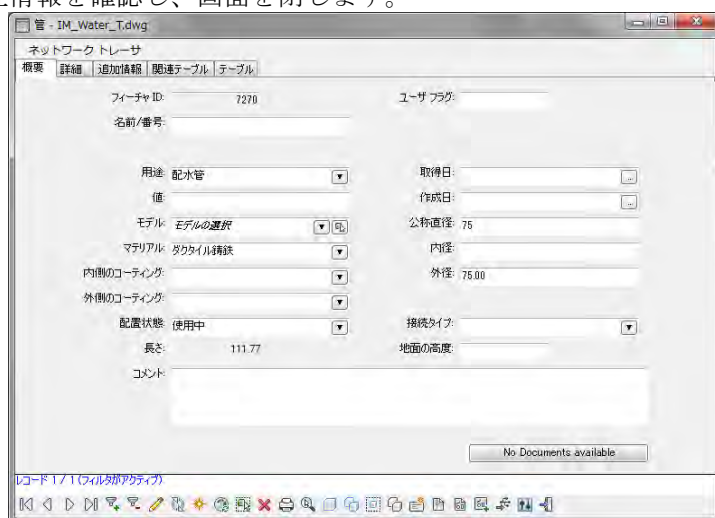 性情報を確認し、画面を閉じます。
管 - IM_Water_T.dwg
ネットワーク トレーサ
概要 詳細 追加情報 関連テーブル テーブル
フィーチャ ID: 7270 ユーザ フラグ:
名前/番号:
用途: 配水管 取得日:
値: 作成日:
モデル: モデルの選択 公称直径: 75
マテリアル: ダクタイル鋳鉄 内径:
内側のコーティング: 外径: 75.00
外側のコーティング:
配置状態: 使用中 接続タイプ:
長さ: 111.77 地面の高度:
コメント:
No Documents available
レコード 1 / 1 (フィルタがアクティブ)